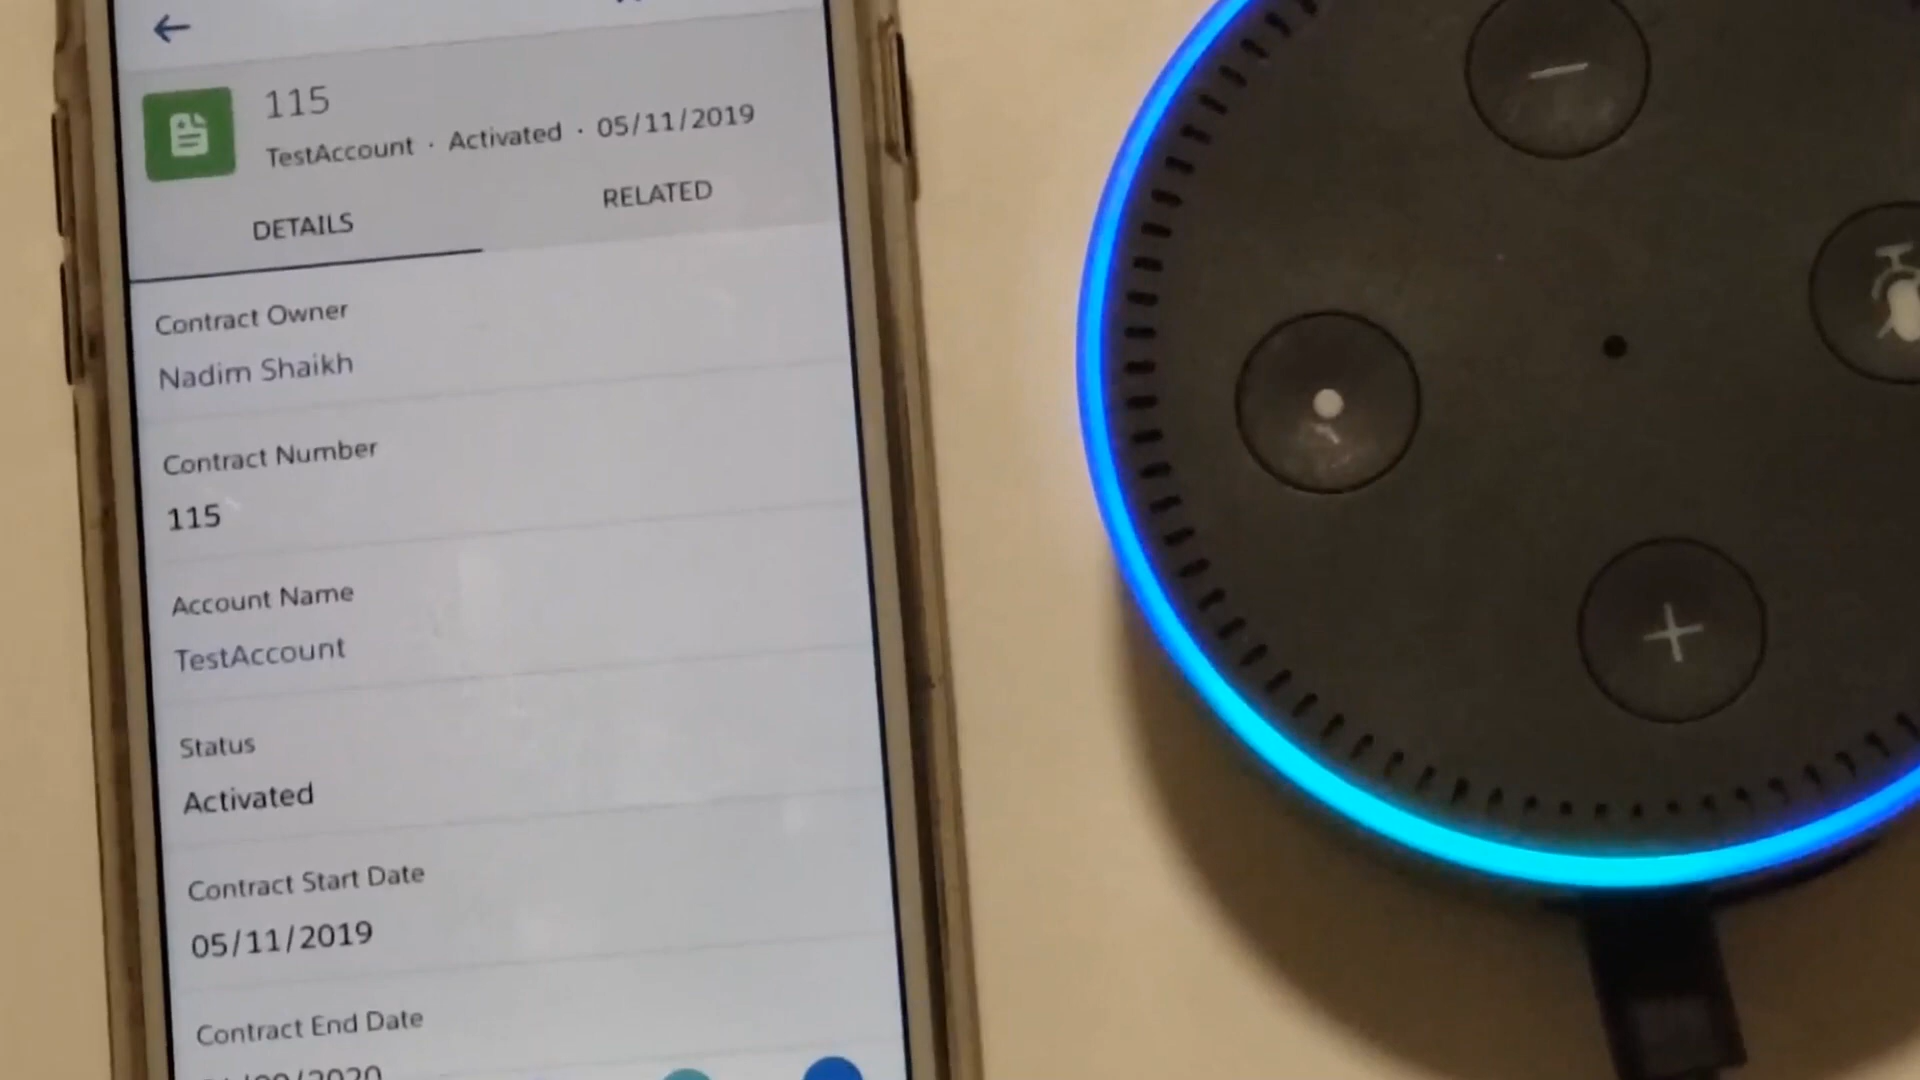 115
TestAccount · Activated · 05/11/2019
DETAILS
RELATED
Contract Owner
Nadim Shaikh
Contract Number
115
Account Name
TestAccount
Status
Activated
Contract Start Date
05/11/2019
Contract End Date